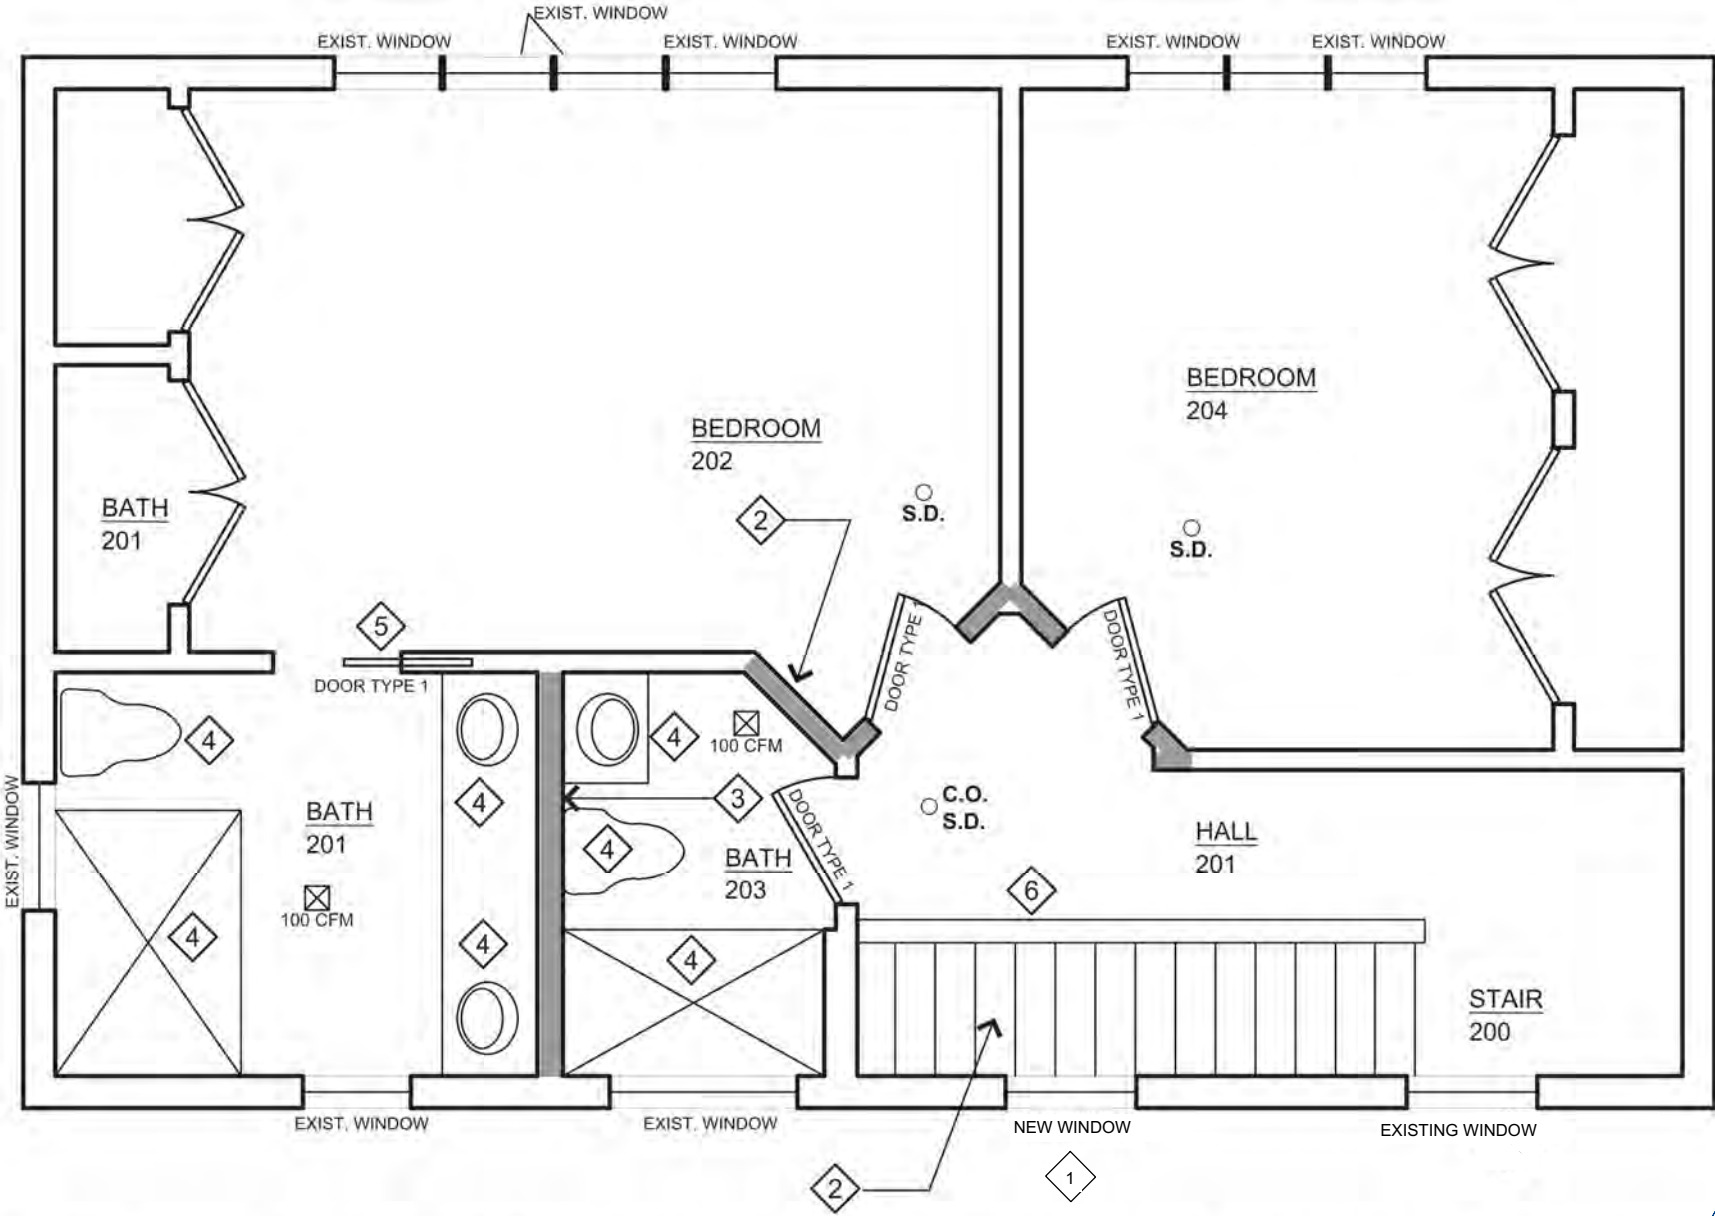 EXIST. WINDOW
EXIST. WINDOW
EXIST. WINDOW
EXIST. WINDOW
EXIST. WINDOW
BEDROOM
204
BEDROOM
202
S.D.
2
BATH
201
S.D.
5
DOOR TYPE 1
DOOR TYPE 1
DOOR TYPE 1
4
4
100 CFM
EXIST. WINDOW
BATH
201
4
3
DOOR TYPE 1
C.O.
S.D.
HALL
201
4
BATH
203
6
100 CFM
4
4
4
STAIR
200
EXIST. WINDOW
EXIST. WINDOW
NEW WINDOW
EXISTING WINDOW
2
1